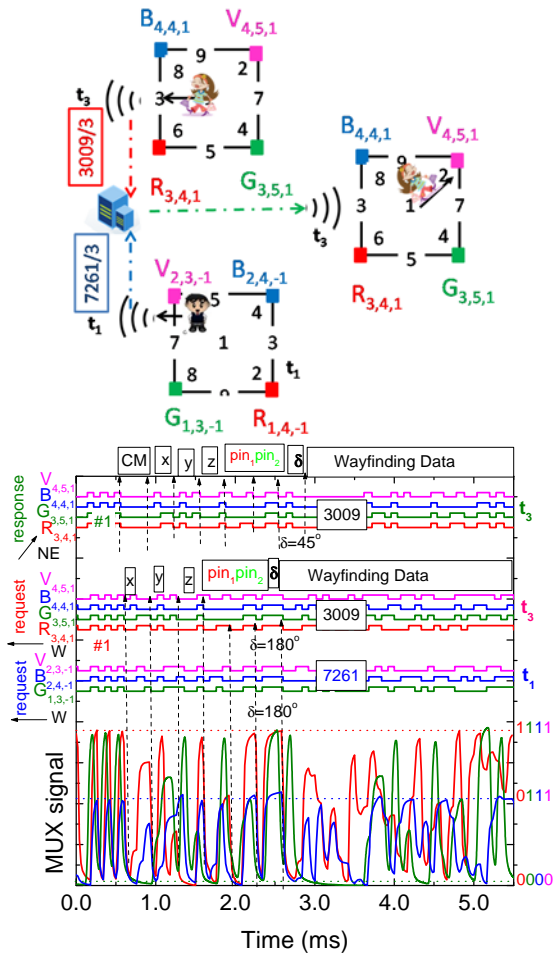 B4,4,1 V4,5,1
9
8 2
t3 3 7
6 4
5
3009/3
R3,4,1 G3,5,1
B4,4,1 V4,5,1
9
8 2
3 1 7
t3
6 4
5
R3,4,1 G3,5,1
7261/3
V2,3,-1 B2,4,-1
5
4
t1 7 1 3
8 2 t1
G1,3,-1 R1,4,-1
CM x y z pin1pin2 δ Wayfinding Data
response
V4,5,1
B4,4,1
G3,5,1
R3,4,1
#1
3009
t3
NE
δ=45°
x y z pin1pin2 δ Wayfinding Data
request
V4,5,1
B4,4,1
G3,5,1
R3,4,1
3009
t3
W
#1
δ=180°
request
V2,3,-1
B2,4,-1
G1,3,-1
7261
t1
W
δ=180°
MUX signal
1111
0111
0000
0.0 1.0 2.0 3.0 4.0 5.0
Time (ms)